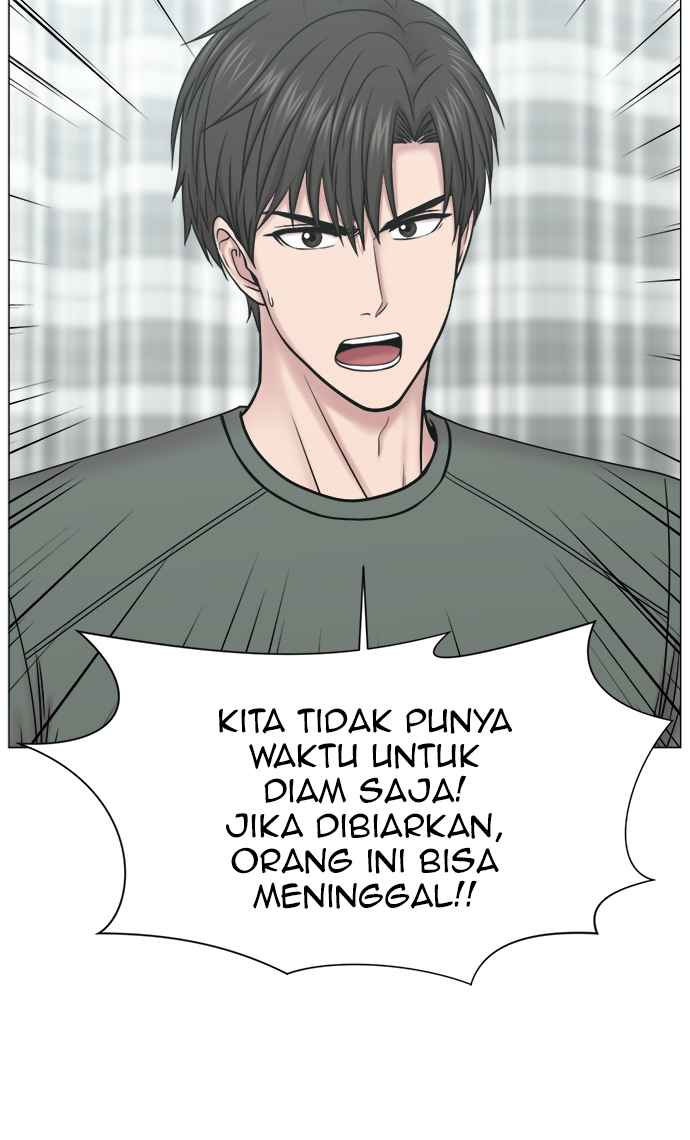 KITA TIDAK PUNYA
WAKTU UNTUK
DIAM SAJA!
JIKA DIBIARKAN,
ORANG INI BISA
MENINGGAL!!